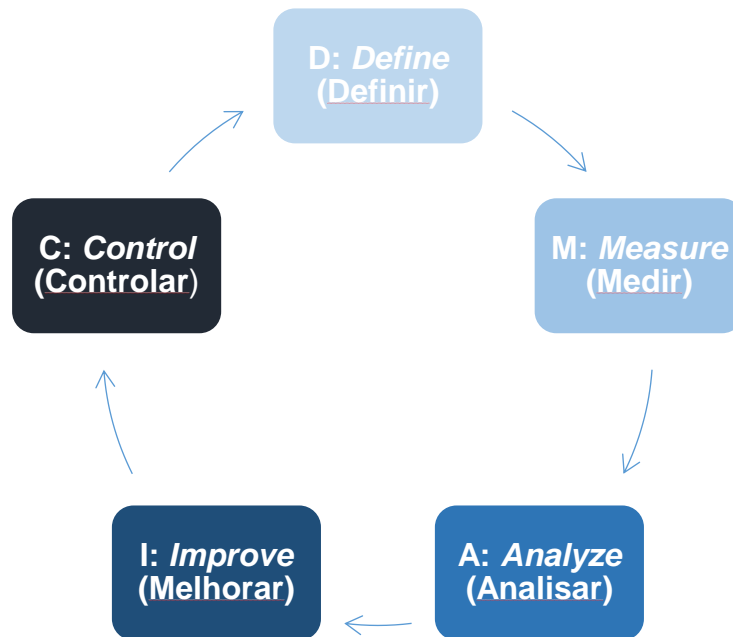 D: Define
(Definir)
M: Measure
(Medir)
A: Analyze
(Analisar)
I: Improve
(Melhorar)
C: Control
(Controlar)